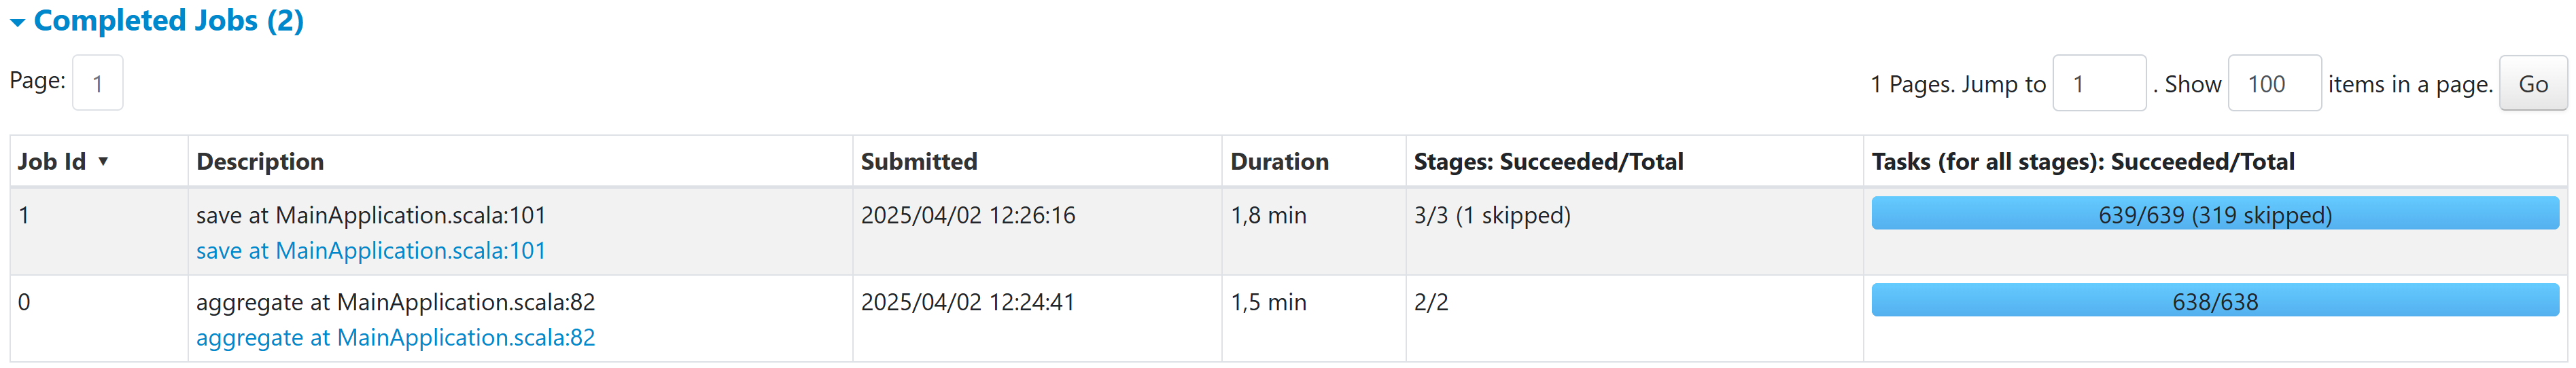 Completed Jobs (2)
Page: 1
1 Pages. Jump to 1 . Show 100 items in a page. Go
Job Id ▾ Description Submitted Duration Stages: Succeeded/Total Tasks (for all stages): Succeeded/Total
1 save at MainApplication.scala:101 2025/04/02 12:26:16 1,8 min 3/3 (1 skipped) 639/639 (319 skipped)
save at MainApplication.scala:101
0 aggregate at MainApplication.scala:82 2025/04/02 12:24:41 1,5 min 2/2 638/638
aggregate at MainApplication.scala:82